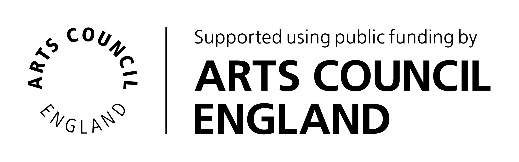 ARTS COUNCIL
ENGLAND
Supported using public funding by
ARTS COUNCIL
ENGLAND